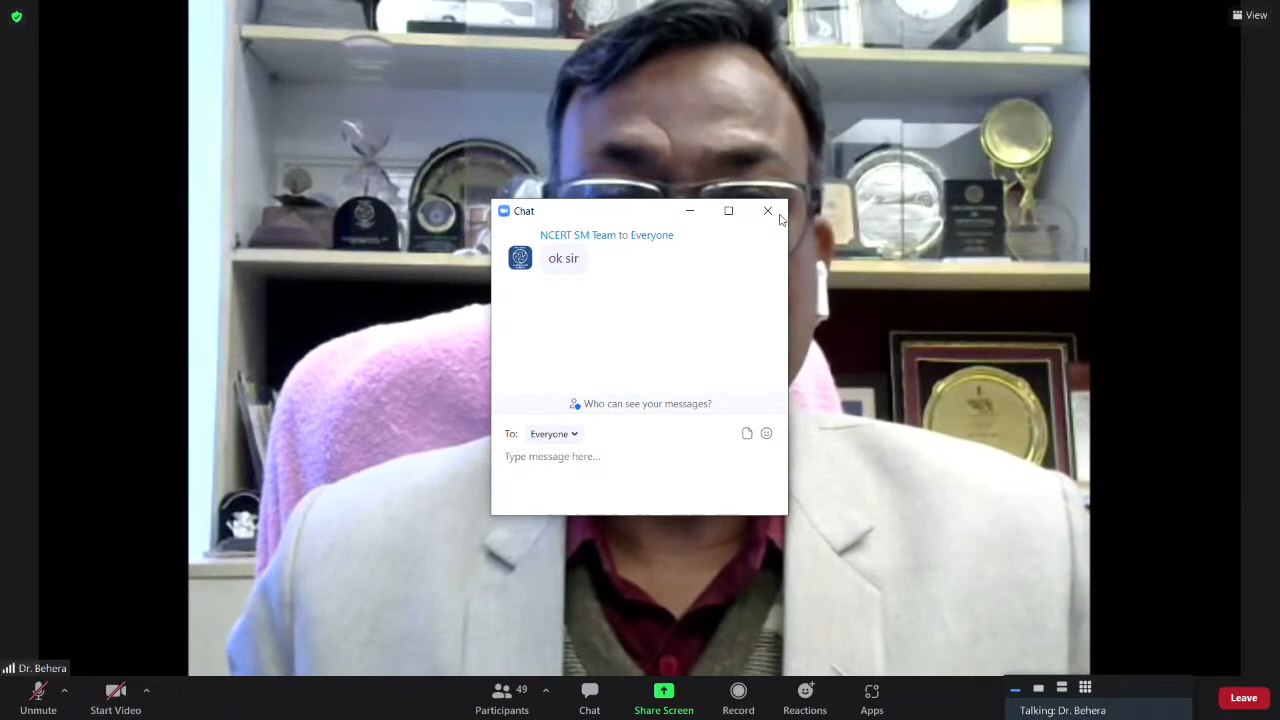 View
Chat
NCERT SM Team to Everyone
ok sir
Who can see your messages?
To: Everyone
Type message here...
Dr. Behera
Unmute
Start Video
49
Participants
Chat
Share Screen
Record
Reactions
Apps
Talking: Dr. Behera
Leave